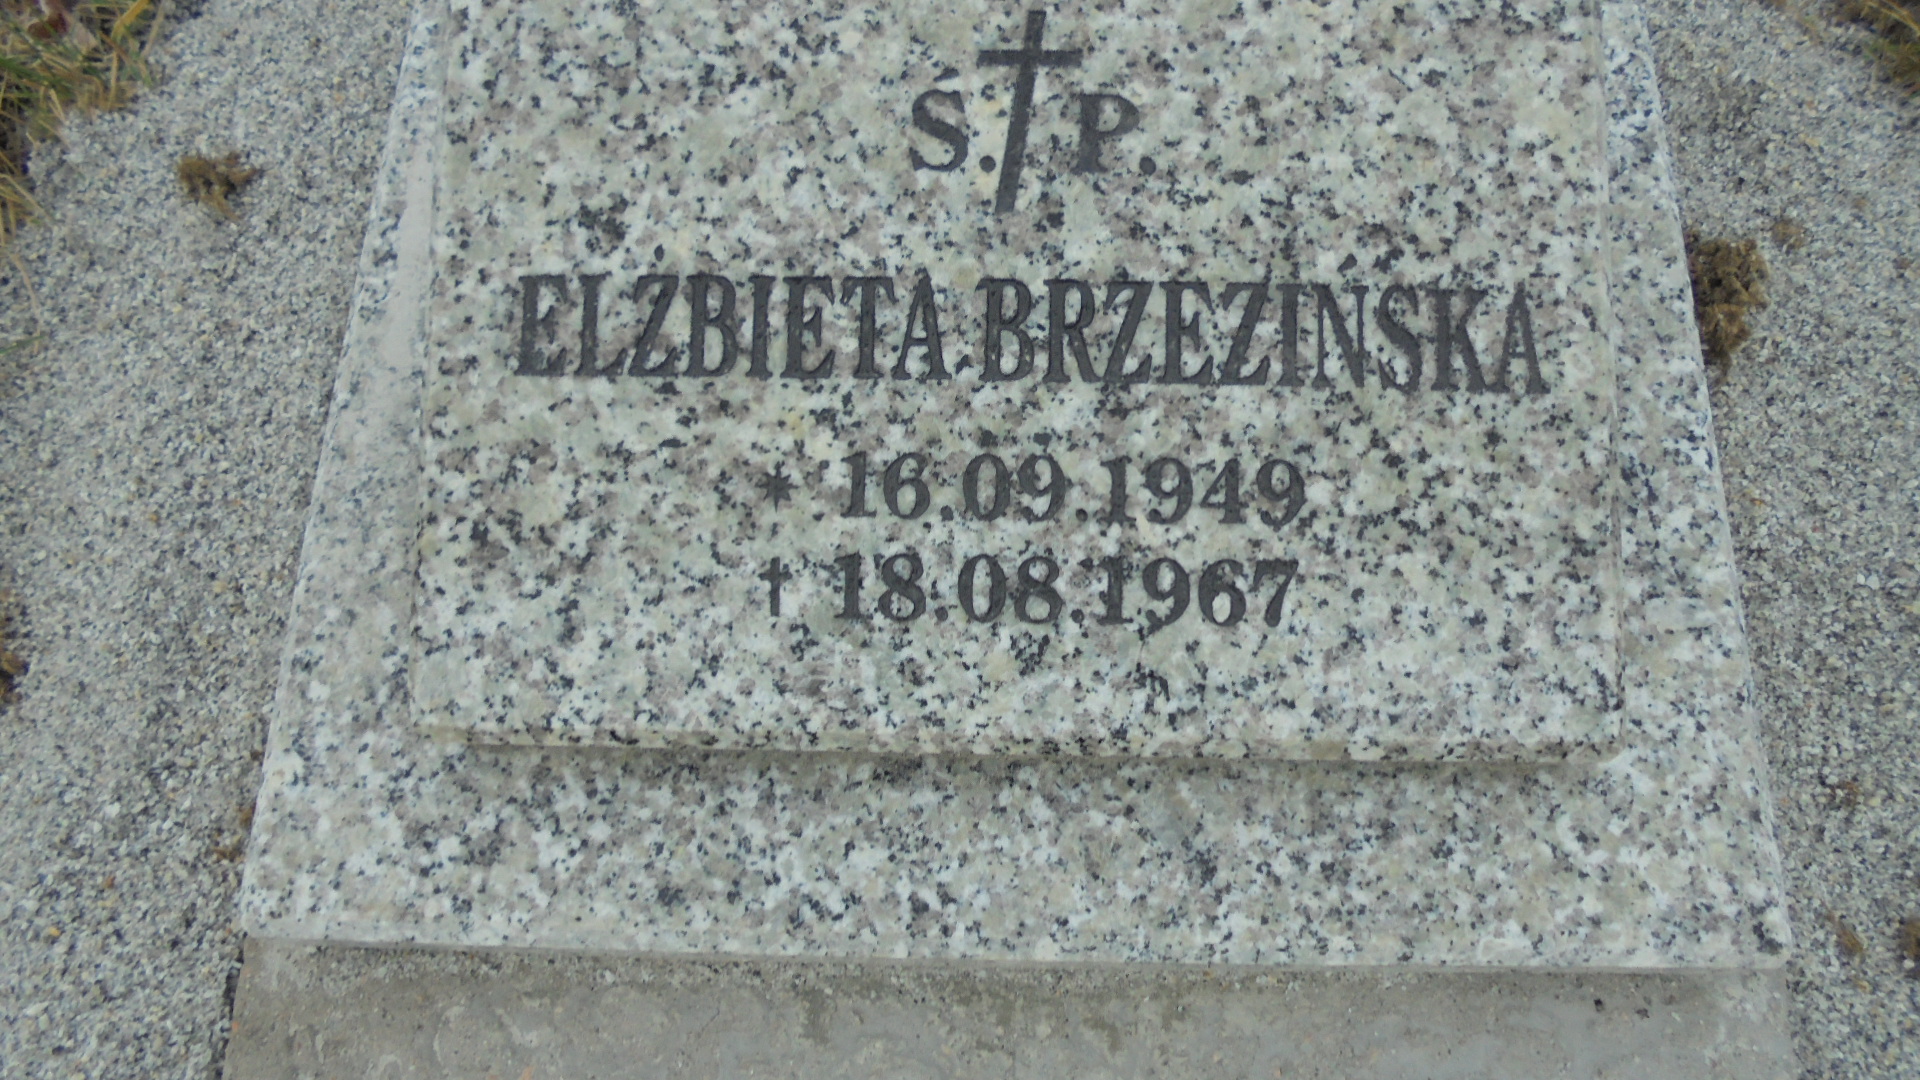 Ś. P.
ELŻBIETA BRZEZIŃSKA
* 16.09.1949
† 18.08.1967